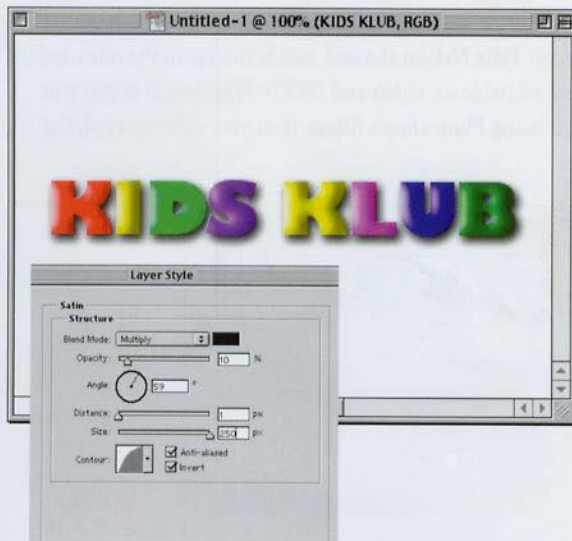 Untitled-1 @ 100% (KIDS KLUB, RGB)
KIDS KLUB
Layer Style
Satin
Structure
Blend Mode: Multiply
Opacity: 10 %
Angle: 59 °
Distance: 1 px
Size: 250 px
Contour: Anti-aliased
Invert